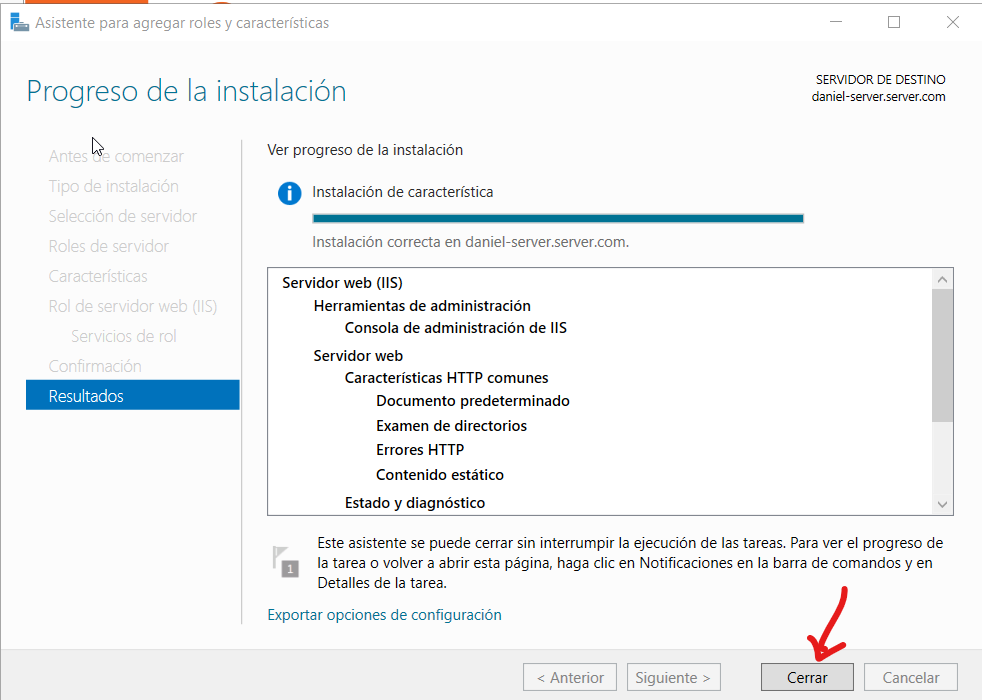 Asistente para agregar roles y características
Progreso de la instalación
SERVIDOR DE DESTINO
daniel-server.server.com
Antes de comenzar
Tipo de instalación
Selección de servidor
Roles de servidor
Características
Rol de servidor web (IIS)
Servicios de rol
Confirmación
Resultados
Ver progreso de la instalación
Instalación de característica
Instalación correcta en daniel-server.server.com.
Servidor web (IIS)
Herramientas de administración
Consola de administración de IIS
Servidor web
Características HTTP comunes
Documento predeterminado
Examen de directorios
Errores HTTP
Contenido estático
Estado y diagnóstico
1
Este asistente se puede cerrar sin interrumpir la ejecución de las tareas. Para ver el progreso de
la tarea o volver a abrir esta página, haga clic en Notificaciones en la barra de comandos y en
Detalles de la tarea.
Exportar opciones de configuración
< Anterior
Siguiente >
Cerrar
Cancelar